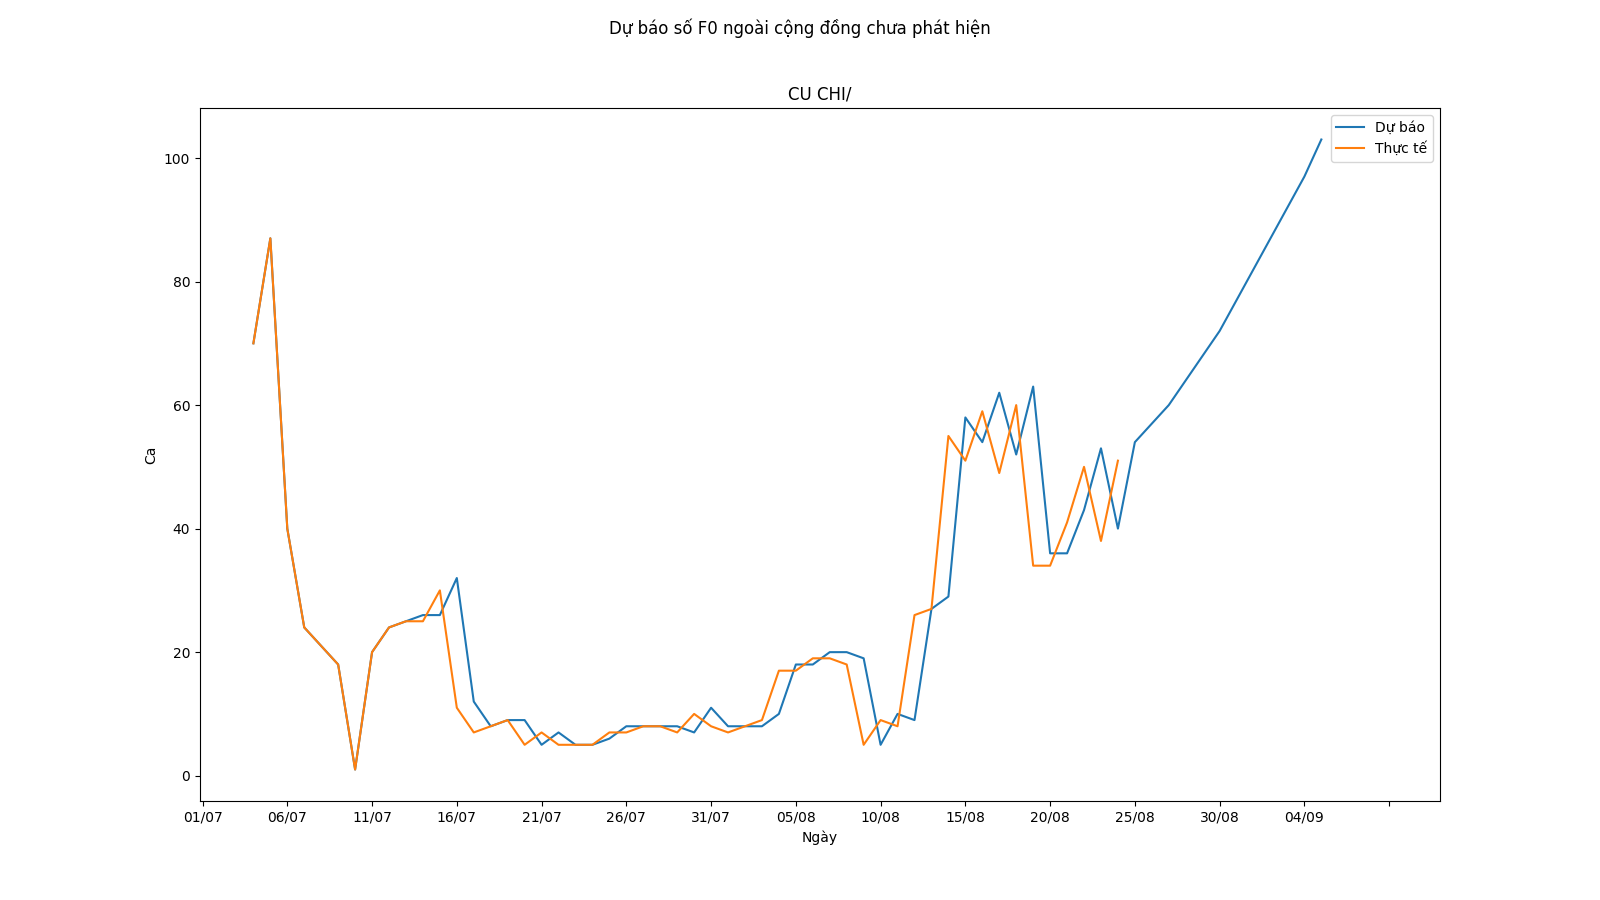 Dự báo số F0 ngoài cộng đồng chưa phát hiện
CU CHI/
Dự báo
Thực tế
100
80
60
40
20
0
Ca
01/07 06/07 11/07 16/07 21/07 26/07 31/07 05/08 10/08 15/08 20/08 25/08 30/08 04/09
Ngày